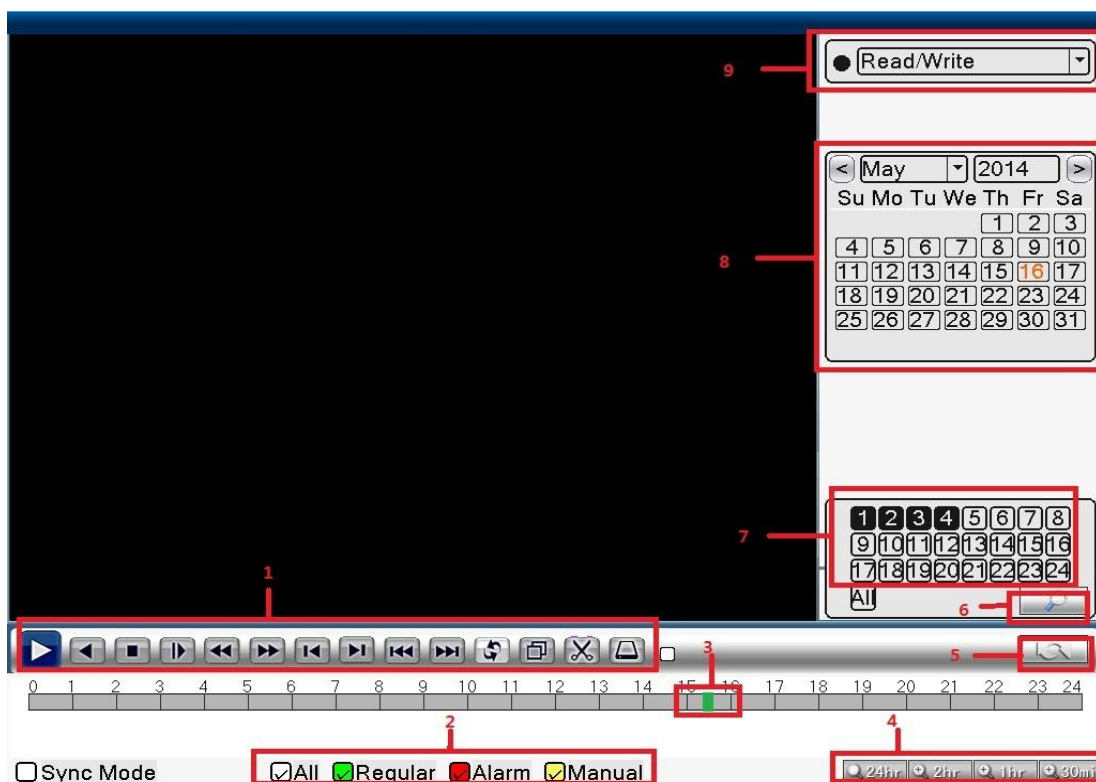 9
Read/Write
< May 2014 >
Su Mo Tu We Th Fr Sa
1 2 3
4 5 6 7 8 9 10
8
11 12 13 14 15 16 17
18 19 20 21 22 23 24
25 26 27 28 29 30 31
1 2 3 4 5 6 7 8
7
9 10 11 12 13 14 15 16
17 18 19 20 21 22 23 24
1
All
6
3
5
0 1 2 3 4 5 6 7 8 9 10 11 12 13 14 15 16 17 18 19 20 21 22 23 24
2
4
Sync Mode All Regular Alarm Manual
24hr 2hr 1hr 30mi